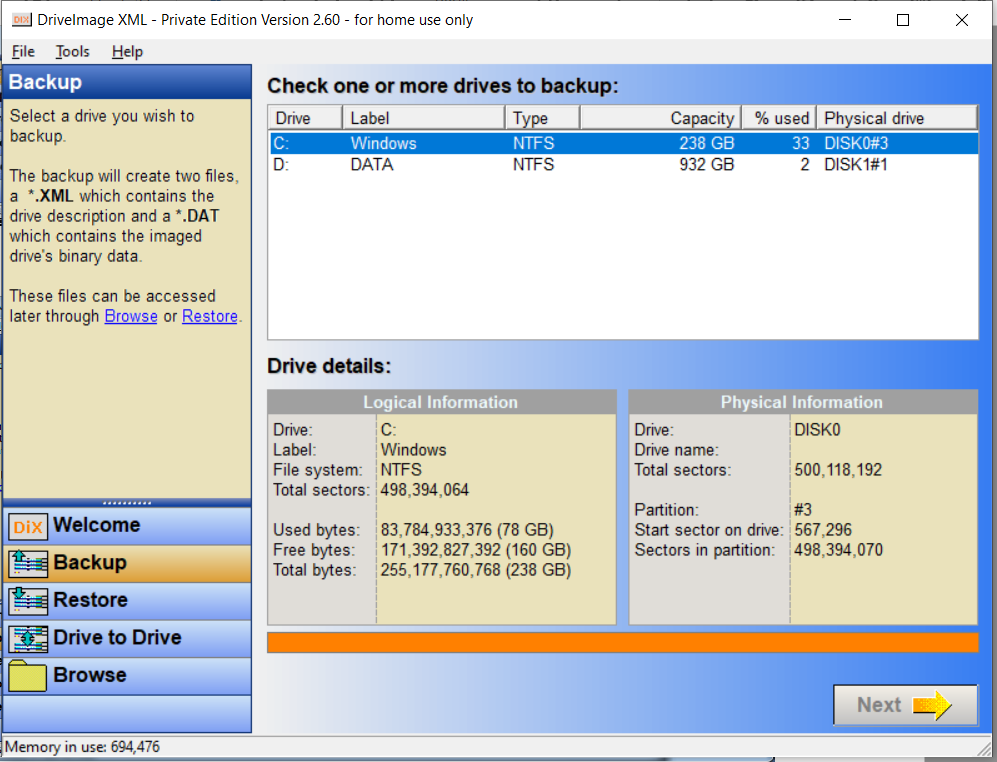 DiX DriveImage XML - Private Edition Version 2.60 - for home use only
File Tools Help
Backup
Select a drive you wish to
backup.
The backup will create two files,
a *.XML which contains the
drive description and a *.DAT
which contains the imaged
drive's binary data.
These files can be accessed
later through Browse or Restore.
DiX Welcome
Backup
Restore
Drive to Drive
Browse
Check one or more drives to backup:
Drive Label Type Capacity % used Physical drive
C: Windows NTFS 238 GB 33 DISK0#3
D: DATA NTFS 932 GB 2 DISK1#1
Drive details:
Logical Information
Drive: C:
Label: Windows
File system: NTFS
Total sectors: 498,394,064
Used bytes: 83,784,933,376 (78 GB)
Free bytes: 171,392,827,392 (160 GB)
Total bytes: 255,177,760,768 (238 GB)
Physical Information
Drive: DISK0
Drive name:
Total sectors: 500,118,192
Partition: #3
Start sector on drive: 567,296
Sectors in partition: 498,394,070
Next
Memory in use: 694,476